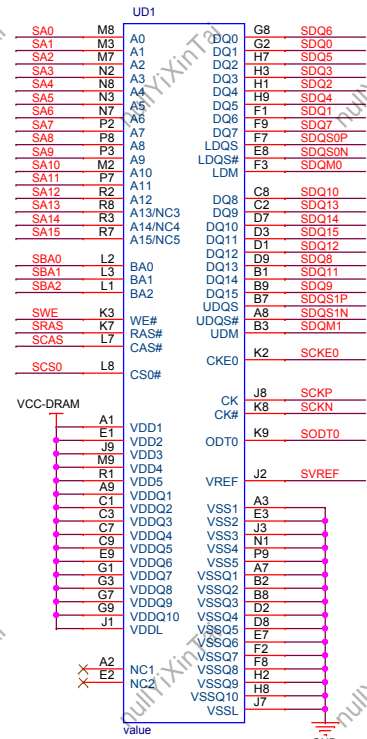 UD1
SA0 M8 A0
SA1 M3 A1
SA2 M7 A2
SA3 N2 A3
SA4 N8 A4
SA5 N3 A5
SA6 N7 A6
SA7 P2 A7
SA8 P8 A8
SA9 P3 A9
SA10 M2 A10
SA11 P7 A11
SA12 R2 A12
SA13 R8 A13/NC3
SA14 R3 A14/NC4
SA15 R7 A15/NC5
SBA0 L2 BA0
SBA1 L3 BA1
SBA2 L1 BA2
SWE K3 WE#
SRAS K7 RAS#
SCAS L7 CAS#
SCS0 L8 CS0#
VCC-DRAM
A1 VDD1
E1 VDD2
J9 VDD3
M9 VDD4
R1 VDD5
A9 VDDQ1
C1 VDDQ2
C3 VDDQ3
C7 VDDQ4
C9 VDDQ5
E9 VDDQ6
G1 VDDQ7
G3 VDDQ8
G7 VDDQ9
G9 VDDQ10
J1 VDDL
A2 NC1
E2 NC2
DQ0 G8 SDQ6
DQ1 G2 SDQ0
DQ2 H7 SDQ5
DQ3 H3 SDQ3
DQ4 H1 SDQ2
DQ5 H9 SDQ4
DQ6 F1 SDQ1
DQ7 F9 SDQ7
LDQS F7 SDQS0P
LDQS# E8 SDQS0N
LDM F3 SDQM0
DQ8 C8 SDQ10
DQ9 C2 SDQ13
DQ10 D7 SDQ14
DQ11 D3 SDQ15
DQ12 D1 SDQ12
DQ13 D9 SDQ8
DQ14 B1 SDQ11
DQ15 B9 SDQ9
UDQS B7 SDQS1P
UDQS# A8 SDQS1N
UDM B3 SDQM1
CKE0 K2 SCKE0
CK J8 SCKP
CK# K8 SCKN
ODT0 K9 SODT0
VREF J2 SVREF
VSS1 A3
VSS2 E3
VSS3 J3
VSS4 N1
VSS5 P9
VSSQ1 A7
VSSQ2 B2
VSSQ3 B8
VSSQ4 D2
VSSQ5 D8
VSSQ6 E7
VSSQ7 F2
VSSQ8 F8
VSSQ9 H2
VSSQ10 H8
VSSL J7
value
nullYiXinTai
nullYiXinTai